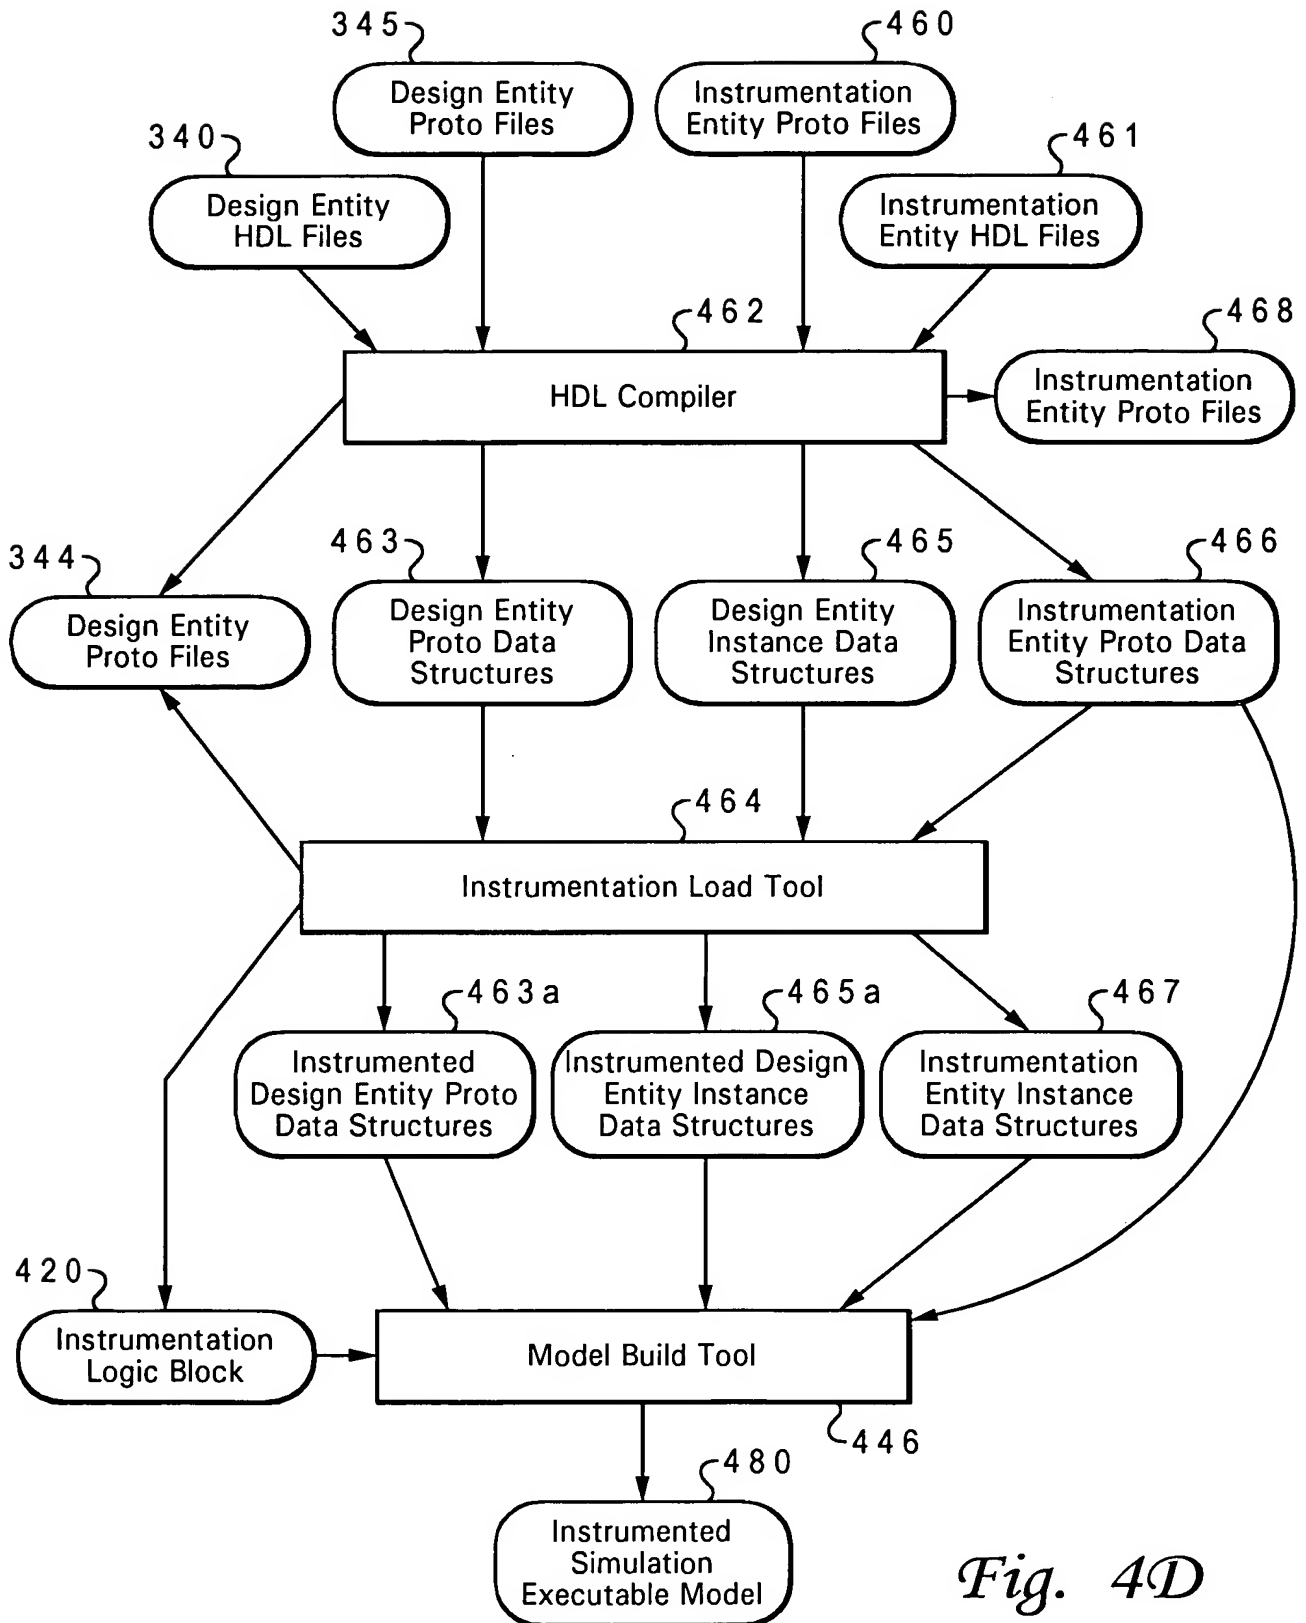 345
460
Design Entity
Proto Files
Instrumentation
Entity Proto Files
340
461
Design Entity
HDL Files
Instrumentation
Entity HDL Files
462
468
HDL Compiler
Instrumentation
Entity Proto Files
344
463
465
466
Design Entity
Proto Files
Design Entity
Proto Data
Structures
Design Entity
Instance Data
Structures
Instrumentation
Entity Proto Data
Structures
464
Instrumentation Load Tool
463a
465a
467
Instrumented
Design Entity Proto
Data Structures
Instrumented Design
Entity Instance
Data Structures
Instrumentation
Entity Instance
Data Structures
420
Instrumentation
Logic Block
Model Build Tool
446
480
Instrumented
Simulation
Executable Model
Fig. 4D